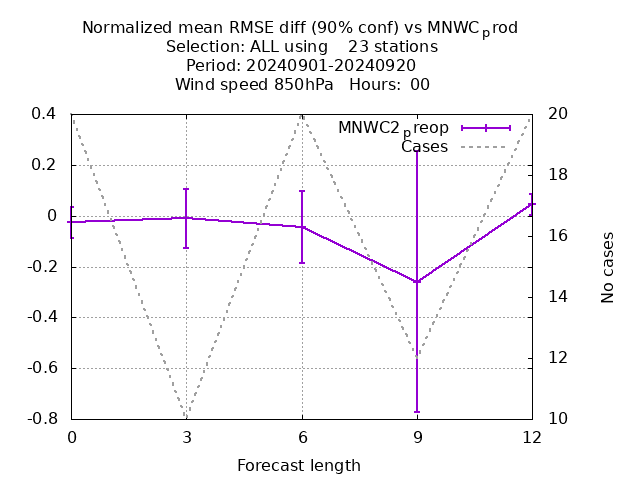 Normalized mean RMSE diff (90% conf) vs MNWCprod
Selection: ALL using    23 stations
Period: 20240901-20240920
Wind speed 850hPa   Hours:  00
MNWC2preop
Cases
0.4
0.2
0
-0.2
-0.4
-0.6
-0.8
20
18
16
14
12
10
No cases
0 3 6 9 12
Forecast length